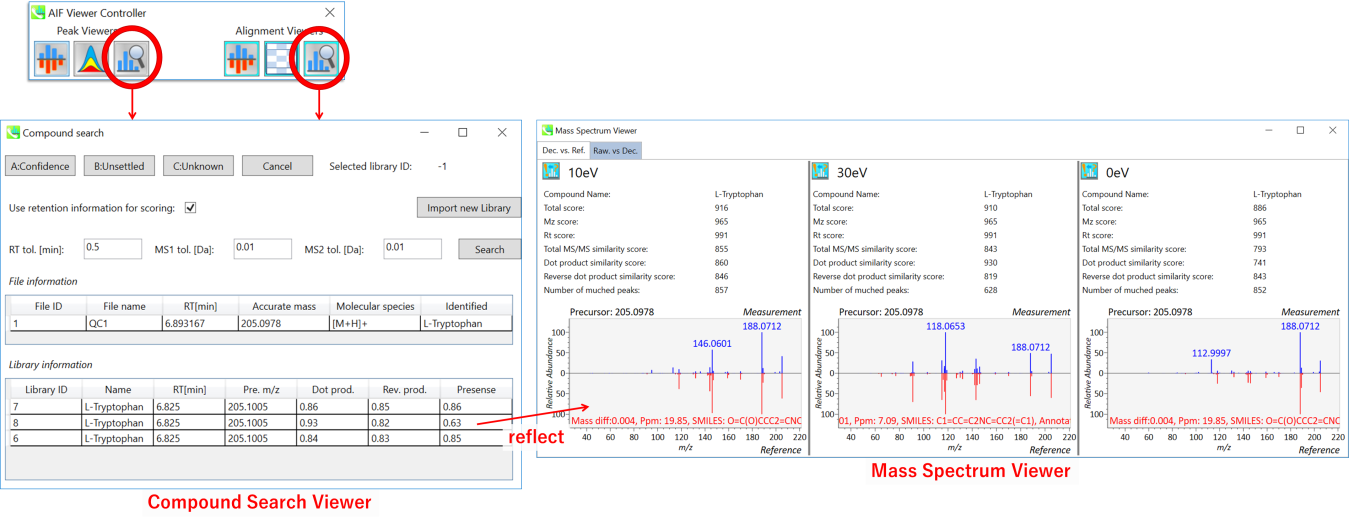 AIF Viewer Controller
Peak Viewers Alignment Viewers
Compound search
A:Confidence B:Unsettled C:Unknown Cancel Selected library ID: -1
Use retention information for scoring: Import new Library
RT tol. [min]: 0.5 MS1 tol. [Da]: 0.01 MS2 tol. [Da]: 0.01 Search
File information
File ID File name RT[min] Accurate mass Molecular species Identified
1 QC1 6.893167 205.0978 [M+H]+ L-Tryptophan
Library information
Library ID Name RT[min] Pre. m/z Dot prod. Rev. prod. Presense
7 L-Tryptophan 6.825 205.1005 0.86 0.85 0.86
8 L-Tryptophan 6.825 205.1005 0.93 0.82 0.63
6 L-Tryptophan 6.825 205.1005 0.84 0.83 0.85
reflect
Compound Search Viewer
Mass Spectrum Viewer
Dec. vs. Ref. Raw. vs Dec.
10eV
Compound Name: L-Tryptophan
Total score: 916
Mz score: 965
Rt score: 991
Total MS/MS similarity score: 855
Dot product similarity score: 860
Reverse dot product similarity score: 846
Number of muched peaks: 857
Precursor: 205.0978 Measurement
188.0712
146.0601
Relative Abundance
100
50
0
50
100
Mass diff:0.004, Ppm: 19.85, SMILES: O=C(O)CCC2=CNC
40 60 80 100 120 140 160 180 200 220
m/z Reference
30eV
Compound Name: L-Tryptophan
Total score: 910
Mz score: 965
Rt score: 991
Total MS/MS similarity score: 843
Dot product similarity score: 930
Reverse dot product similarity score: 819
Number of muched peaks: 628
Precursor: 205.0978 Measurement
118.0653
188.0712
Relative Abundance
100
50
0
50
100
01, Ppm: 7.09, SMILES: C1=CC=C2NC=CC2(=C1), Annota
40 60 80 100 120 140 160 180 200 220
m/z Reference
0eV
Compound Name: L-Tryptophan
Total score: 886
Mz score: 965
Rt score: 991
Total MS/MS similarity score: 793
Dot product similarity score: 741
Reverse dot product similarity score: 843
Number of muched peaks: 852
Precursor: 205.0978 Measurement
188.0712
112.9997
Relative Abundance
100
50
0
50
100
Mass diff:0.004, Ppm: 19.85, SMILES: O=C(O)CCC2=CNC
40 60 80 100 120 140 160 180 200 220
m/z Reference
Mass Spectrum Viewer